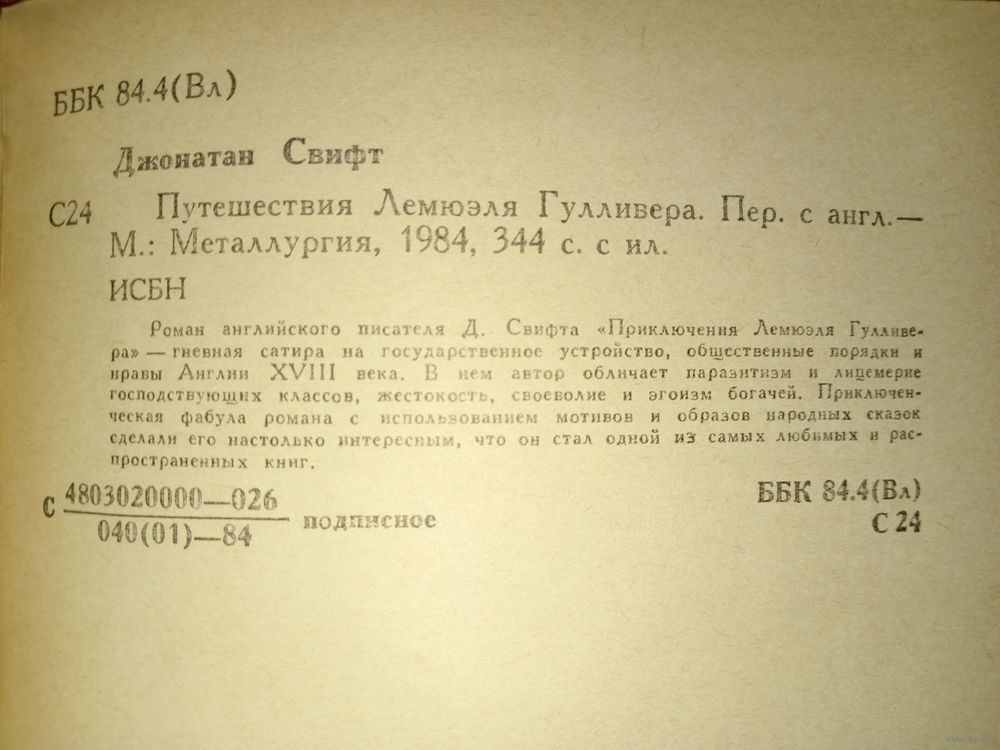 ББК 84.4(Вл)
Джонатан Свифт
С24 Путешествия Лемюэля Гулливера. Пер. с англ.—
М.: Металлургия, 1984, 344 с. с ил.
ИСБН
Роман английского писателя Д. Свифта «Приключения Лемюэля Гулливе-
ра» — гневная сатира на государственное устройство, общественные порядки и
нравы Англии XVIII века. В нем автор обличает паразитизм и лицемерие
господствующих классов, жестокость, своеволие и эгоизм богачей. Приключен-
ческая фабула романа с использованием мотивов и образов народных сказок
сделали его настолько интересным, что он стал одной из самых любимых и рас-
пространенных книг.
С 4803020000—026
040(01)—84
подписное
ББК 84.4(Вл)
С 24